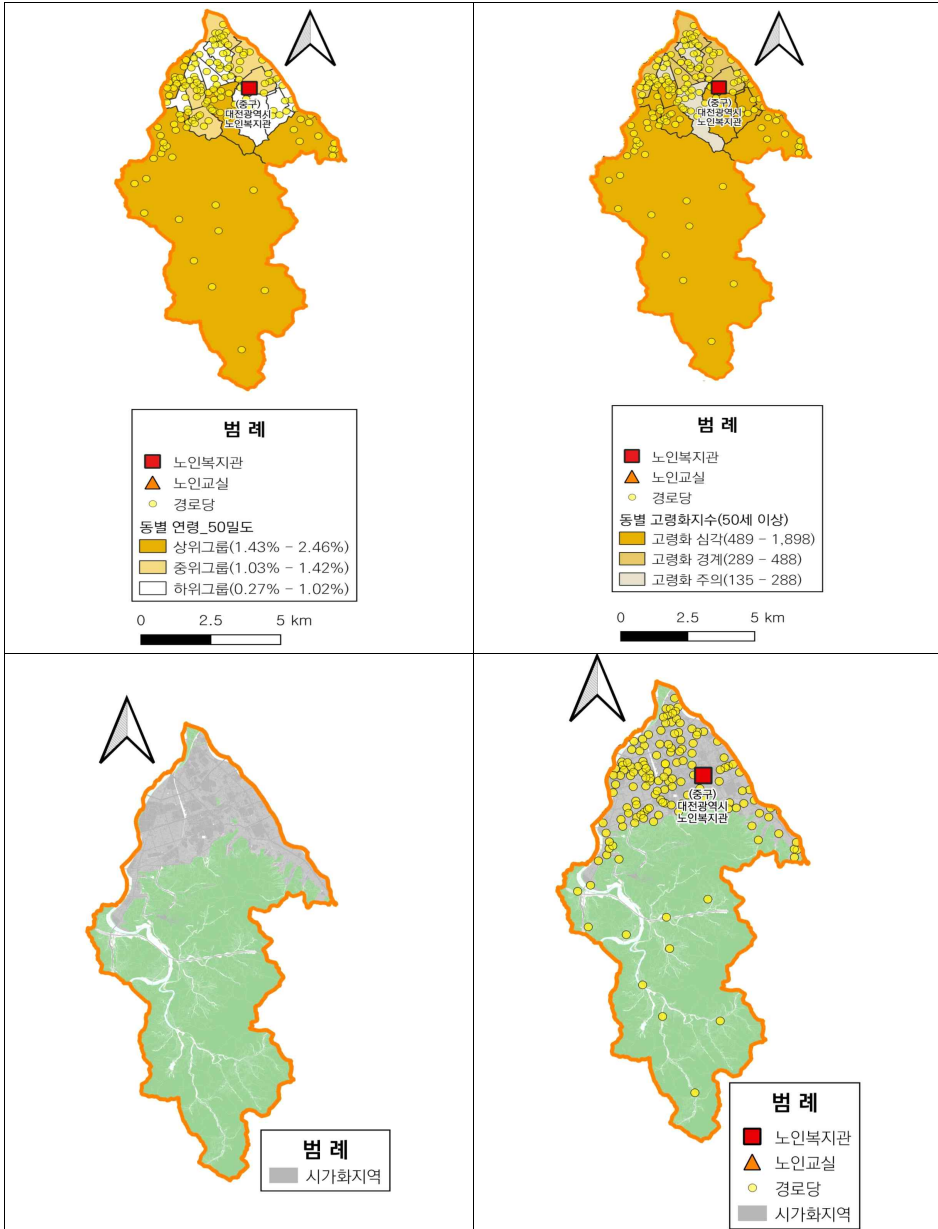 (중구)
대전광역시
노인복지관
범 례
노인복지관
노인교실
경로당
동별 연령_50밀도
상위그룹(1.43% - 2.46%)
중위그룹(1.03% - 1.42%)
하위그룹(0.27% - 1.02%)
0 2.5 5 km
(중구)
대전광역시
노인복지관
범 례
노인복지관
노인교실
경로당
동별 고령화지수(50세 이상)
고령화 심각(489 - 1,898)
고령화 경계(289 - 488)
고령화 주의(135 - 288)
0 2.5 5 km
범 례
시가화지역
(중구)
대전광역시
노인복지관
범 례
노인복지관
노인교실
경로당
시가화지역